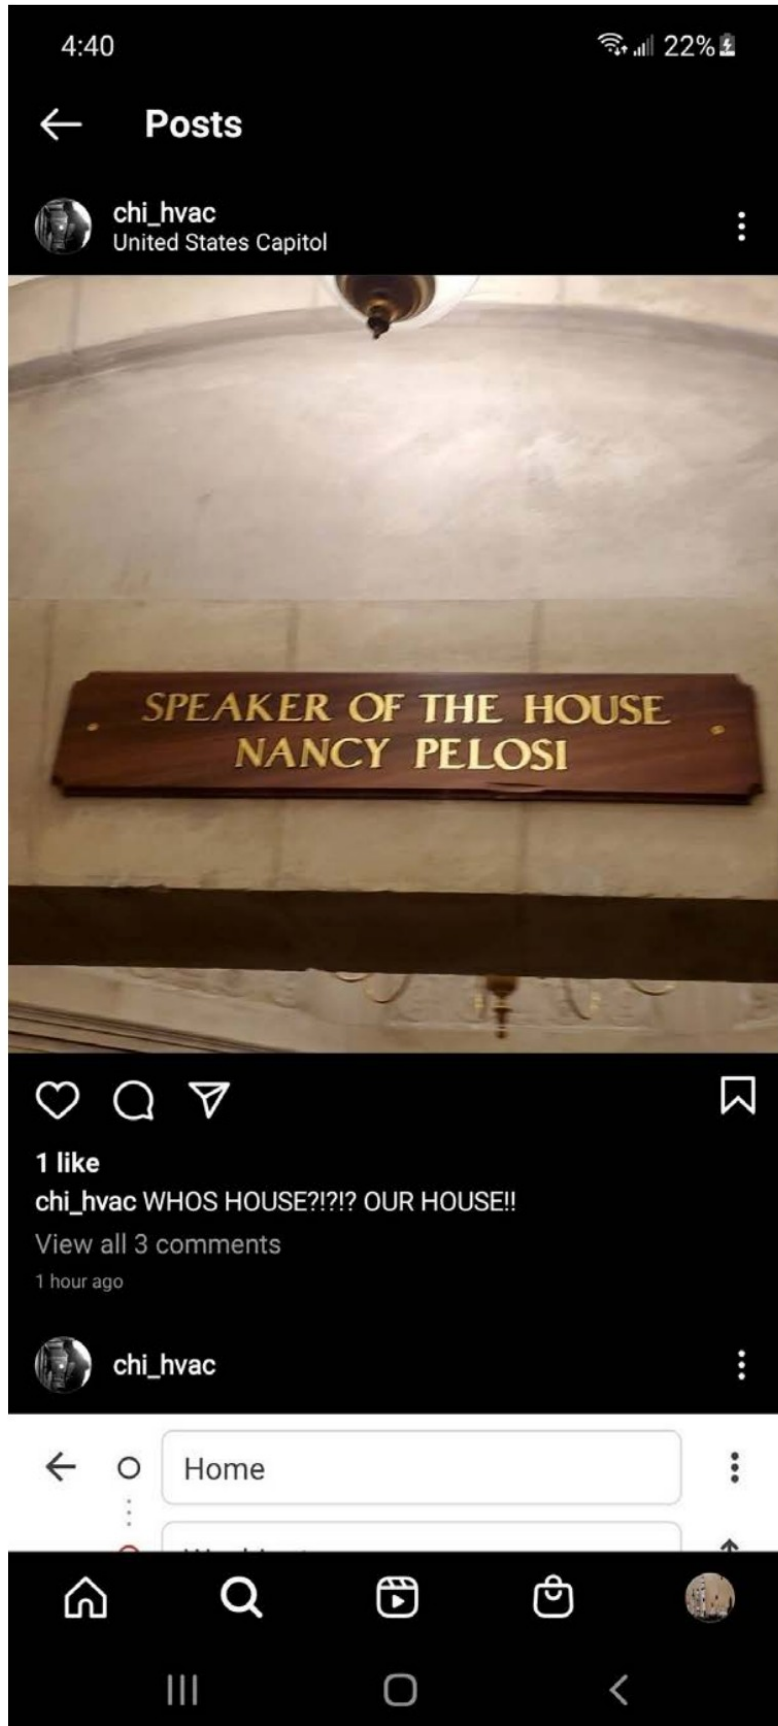 4:40 22%
Posts
chi_hvac
United States Capitol
SPEAKER OF THE HOUSE
NANCY PELOSI
1 like
chi_hvac WHOS HOUSE?!?!? OUR HOUSE!!
View all 3 comments
1 hour ago
chi_hvac
Home